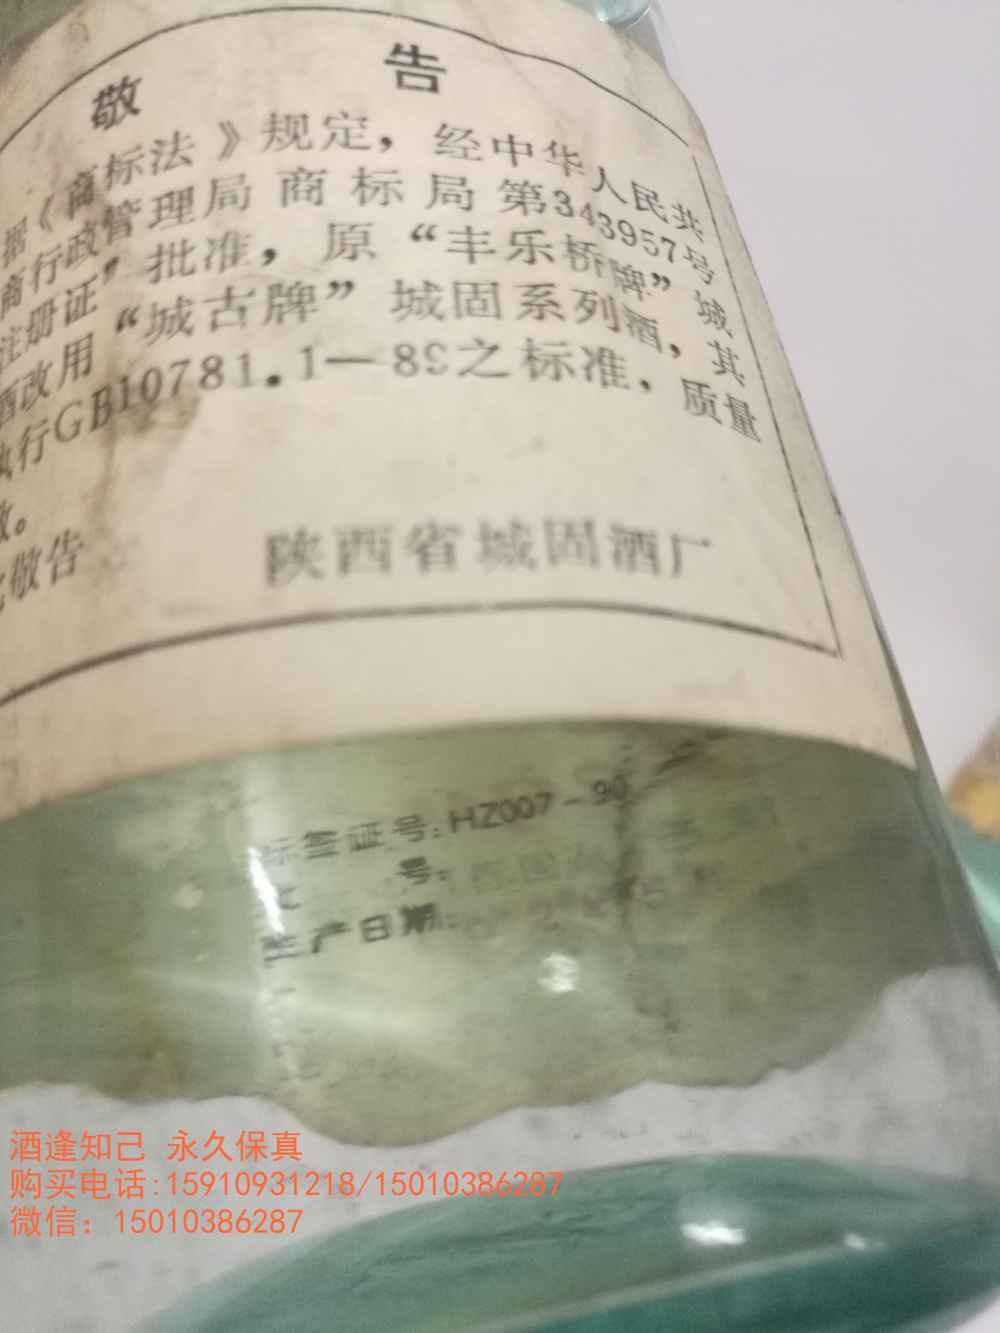 敬 告
据《商标法》规定，经中华人民共
商行政管理局商标局第343957号
注册证”批准，原“丰乐桥牌”城
酒改用“城古牌”城固系列酒，其
执行GB10781.1—89之标准，质量
敬告
陕西省城固酒厂
标签证号:HZ007-90
号:
生产日期:
酒逢知己 永久保真
购买电话:15910931218/15010386287
微信：15010386287